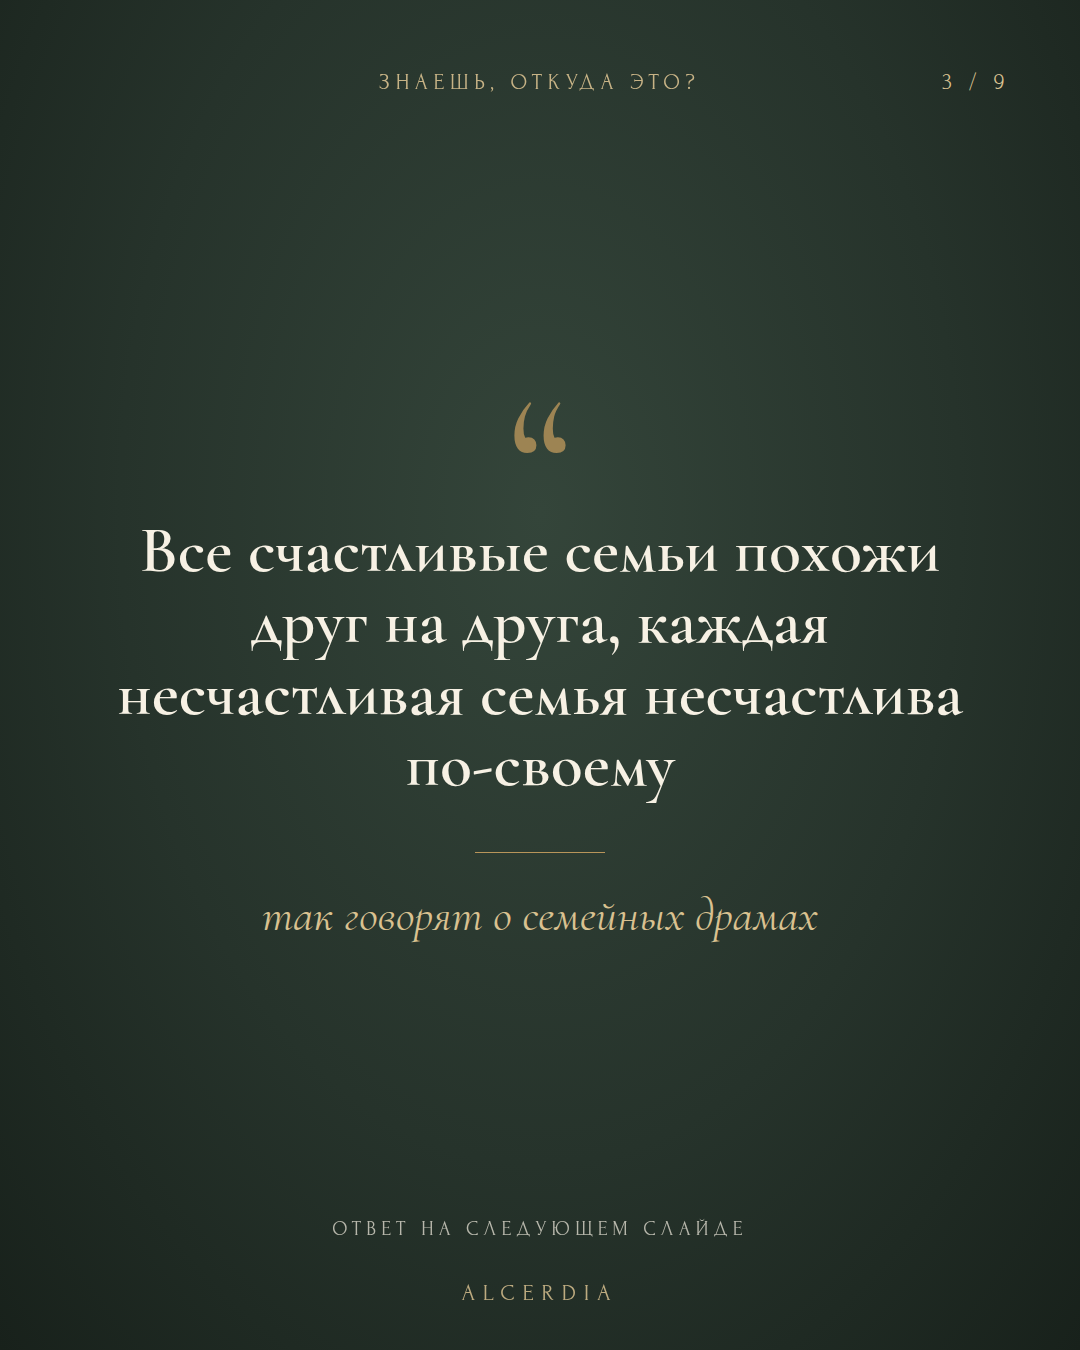 ЗНАЕШЬ, ОТКУДА ЭТО?
3 / 9
“
Все счастливые семьи похожи
друг на друга, каждая
несчастливая семья несчастлива
по-своему
так говорят о семейных драмах
ОТВЕТ НА СЛЕДУЮЩЕМ СЛАЙДЕ
ALCERDIA